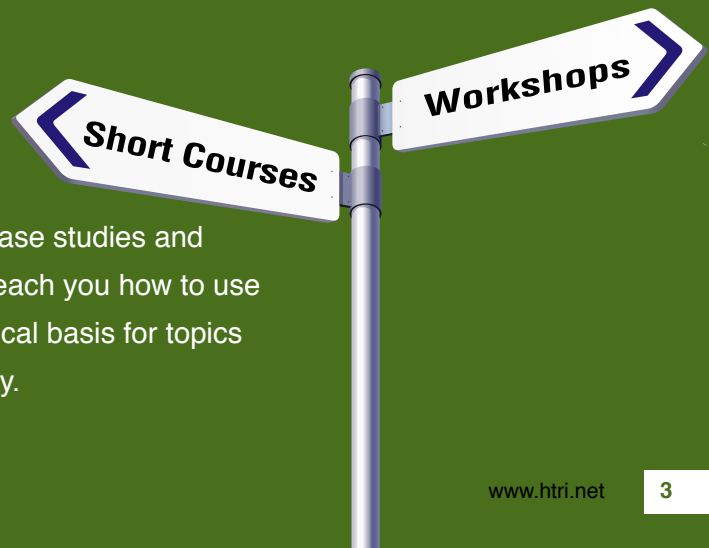 Workshops
Short Courses
ase studies and
each you how to use
cal basis for topics
y.
www.htri.net
3